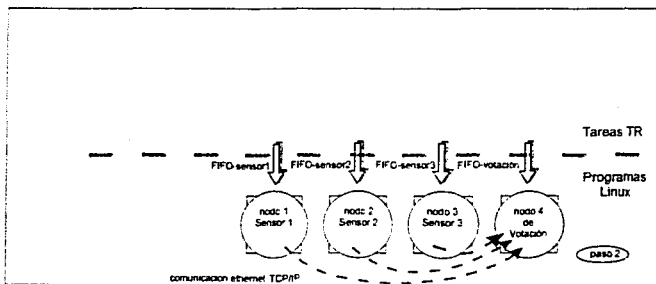 Tareas TR
FIFO-sensor1 FIFO-sensor2 FIFO-sensor3 FIFO-votación
Programas
Linux
nodo 1
Sensor 1
nodo 2
Sensor 2
nodo 3
Sensor 3
nodo 4
de
Votación
paso 2
comunicacion ethernet TCP/IP